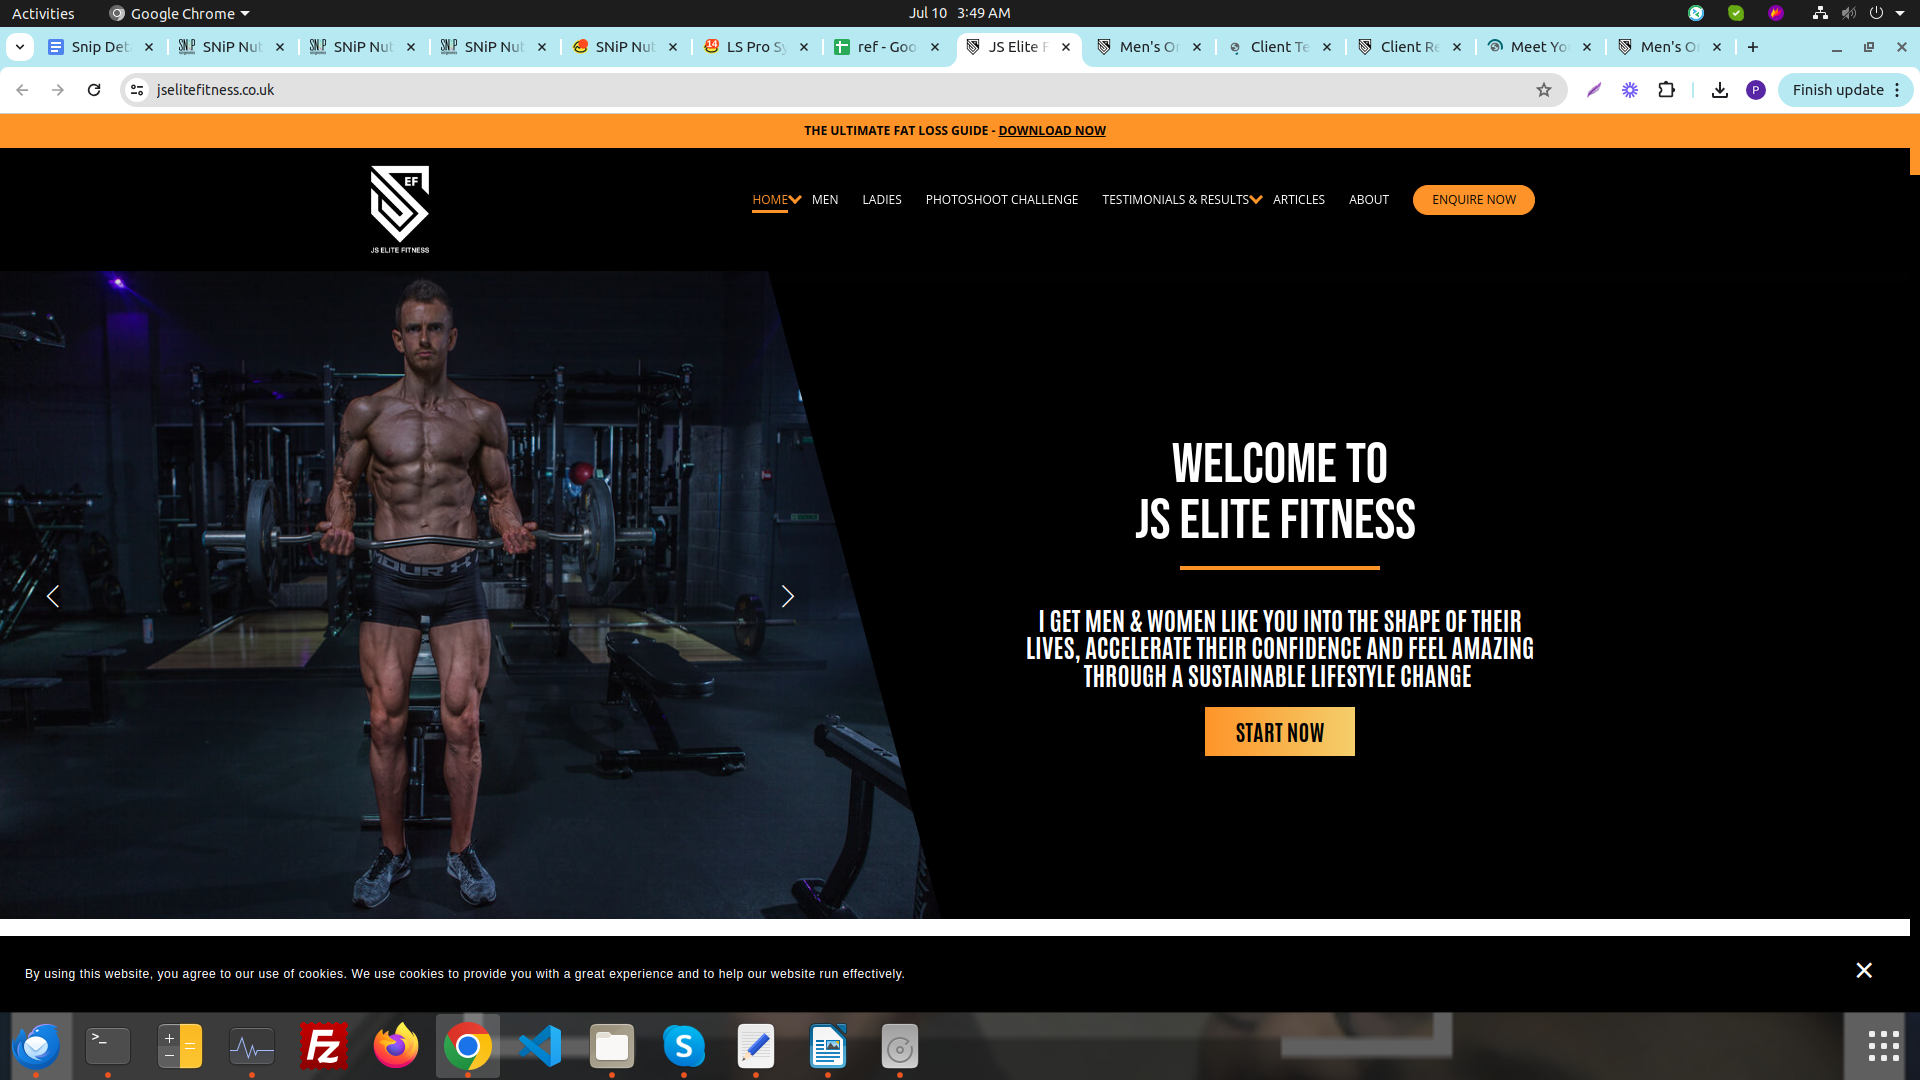 Activities
Google Chrome
Jul 10 3:49 AM
Snip Det
SNiP Nut
SNiP Nut
SNiP Nut
SNiP Nut
LS Pro Sy
ref - Goo
JS Elite F
Men's On
Client Te
Client Re
Meet Yo
Men's On
jselitefitness.co.uk
P
Finish update
THE ULTIMATE FAT LOSS GUIDE - DOWNLOAD NOW
EF
JS ELITE FITNESS
HOME
MEN
LADIES
PHOTOSHOOT CHALLENGE
TESTIMONIALS & RESULTS
ARTICLES
ABOUT
ENQUIRE NOW
WELCOME TO
JS ELITE FITNESS
I GET MEN & WOMEN LIKE YOU INTO THE SHAPE OF THEIR
LIVES, ACCELERATE THEIR CONFIDENCE AND FEEL AMAZING
THROUGH A SUSTAINABLE LIFESTYLE CHANGE
START NOW
By using this website, you agree to our use of cookies. We use cookies to provide you with a great experience and to help our website run effectively.